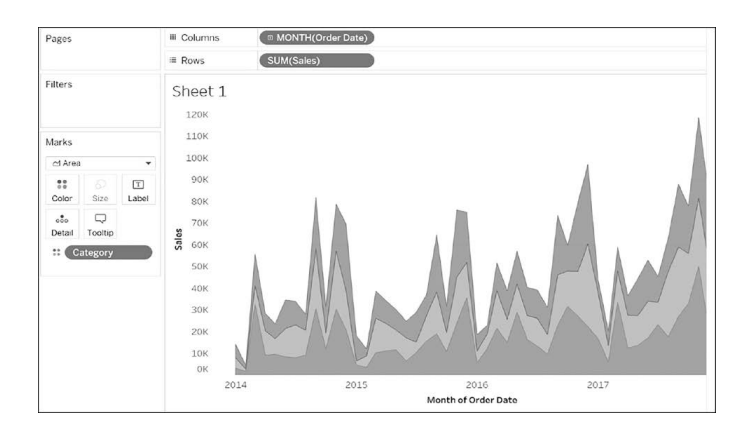 Pages
Columns
MONTH(Order Date)
Rows
SUM(Sales)
Filters
Sheet 1
Marks
Area
Color
Size
Label
Detail
Tooltip
Category
Sales
120K
110K
100K
90K
80K
70K
60K
50K
40K
30K
20K
10K
0K
2014
2015
2016
2017
Month of Order Date